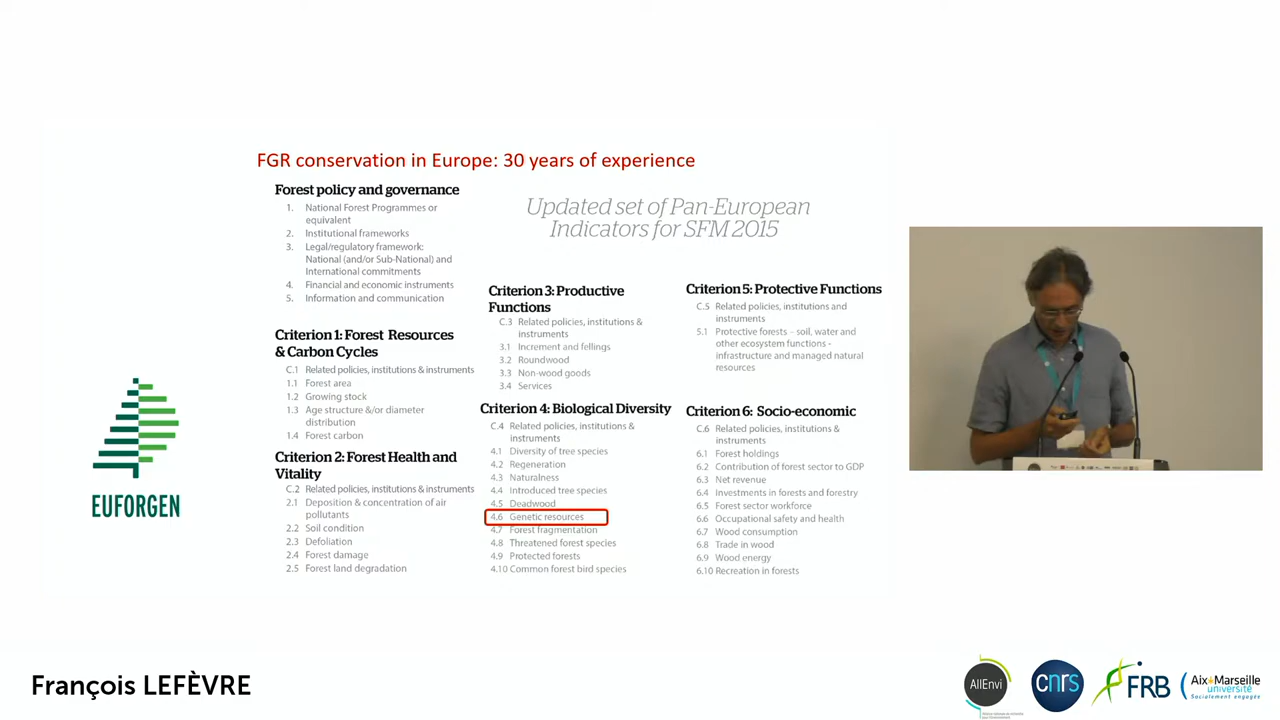 FGR conservation in Europe: 30 years of experience
Updated set of Pan-European
Indicators for SFM 2015
Forest policy and governance
1. National Forest Programmes or
equivalent
2. Institutional frameworks
3. Legal/regulatory framework:
National (and/or Sub-National) and
International commitments
4. Financial and economic instruments
5. Information and communication
Criterion 1: Forest Resources
& Carbon Cycles
C.1 Related policies, institutions & instruments
1.1 Forest area
1.2 Growing stock
1.3 Age structure &/or diameter
distribution
1.4 Forest carbon
Criterion 2: Forest Health and
Vitality
C.2 Related policies, institutions & instruments
2.1 Deposition & concentration of air
pollutants
2.2 Soil condition
2.3 Defoliation
2.4 Forest damage
2.5 Forest land degradation
Criterion 3: Productive
Functions
C.3 Related policies, institutions &
instruments
3.1 Increment and fellings
3.2 Roundwood
3.3 Non-wood goods
3.4 Services
Criterion 4: Biological Diversity
C.4 Related policies, institutions &
instruments
4.1 Diversity of tree species
4.2 Regeneration
4.3 Naturalness
4.4 Introduced tree species
4.5 Deadwood
4.6 Genetic resources
4.7 Forest fragmentation
4.8 Threatened forest species
4.9 Protected forests
4.10 Common forest bird species
Criterion 5: Protective Functions
C.5 Related policies, institutions and
instruments
5.1 Protective forests – soil, water and
other ecosystem functions -
infrastructure and managed natural
resources
Criterion 6: Socio-economic
C.6 Related policies, institutions &
instruments
6.1 Forest holdings
6.2 Contribution of forest sector to GDP
6.3 Net revenue
6.4 Investments in forests and forestry
6.5 Forest sector workforce
6.6 Occupational safety and health
6.7 Wood consumption
6.8 Trade in wood
6.9 Wood energy
6.10 Recreation in forests
EUFORGEN
François LEFÈVRE
AllEnvi
cnrs
FRB
Aix Marseille
université
Socialement engagée